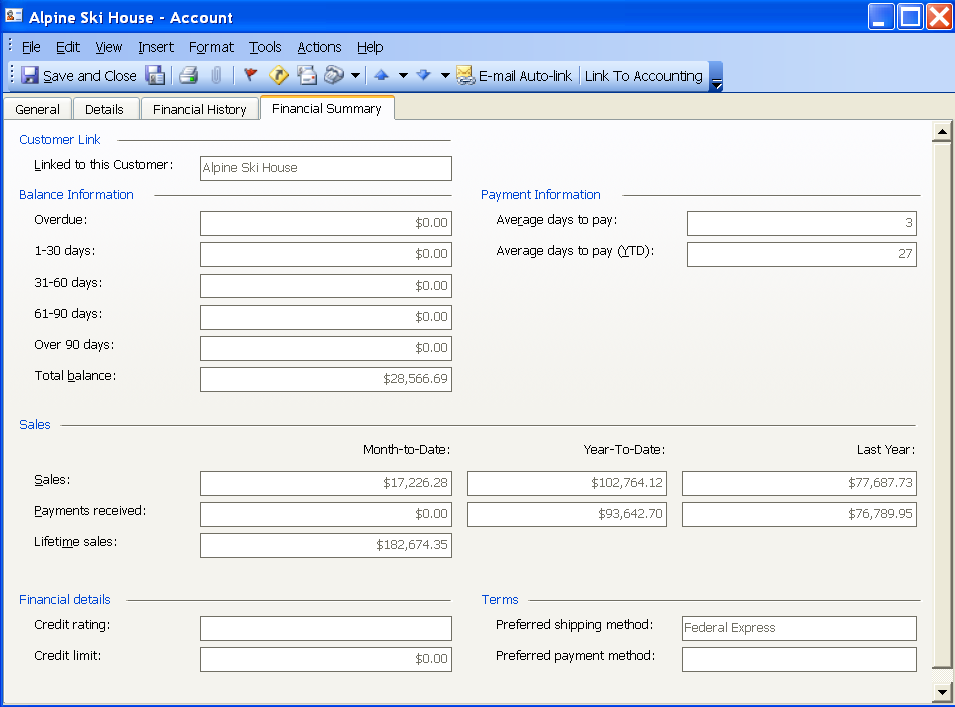 Alpine Ski House - Account
File Edit View Insert Format Tools Actions Help
Save and Close E-mail Auto-link Link To Accounting
General Details Financial History Financial Summary
Customer Link
Linked to this Customer: Alpine Ski House
Balance Information Payment Information
Overdue: $0.00 Average days to pay: 3
1-30 days: $0.00 Average days to pay (YTD): 27
31-60 days: $0.00
61-90 days: $0.00
Over 90 days: $0.00
Total balance: $28,566.69
Sales
Month-to-Date: Year-To-Date: Last Year:
Sales: $17,226.28 $102,764.12 $77,687.73
Payments received: $0.00 $93,642.70 $76,789.95
Lifetime sales: $182,674.35
Financial details Terms
Credit rating: Preferred shipping method: Federal Express
Credit limit: $0.00 Preferred payment method: